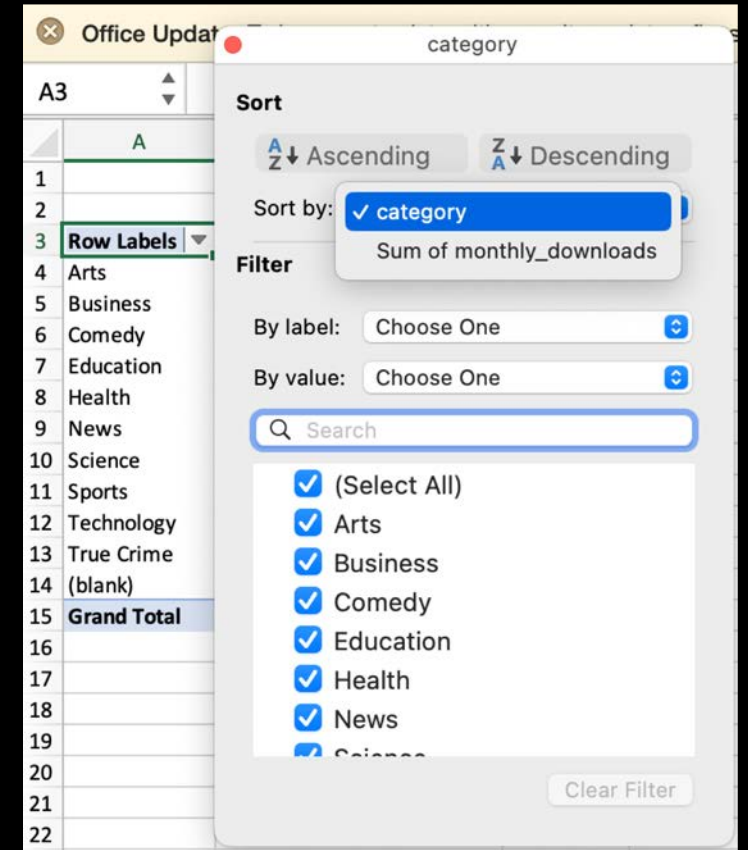 Office Updat
category
A3
Sort
A
Z Ascending
Z
A Descending
Sort by: ✓ category
Sum of monthly_downloads
Filter
By label: Choose One
By value: Choose One
Search
(Select All)
Arts
Business
Comedy
Education
Health
News
Science
Clear Filter
A
1
2
3 Row Labels
4 Arts
5 Business
6 Comedy
7 Education
8 Health
9 News
10 Science
11 Sports
12 Technology
13 True Crime
14 (blank)
15 Grand Total
16
17
18
19
20
21
22